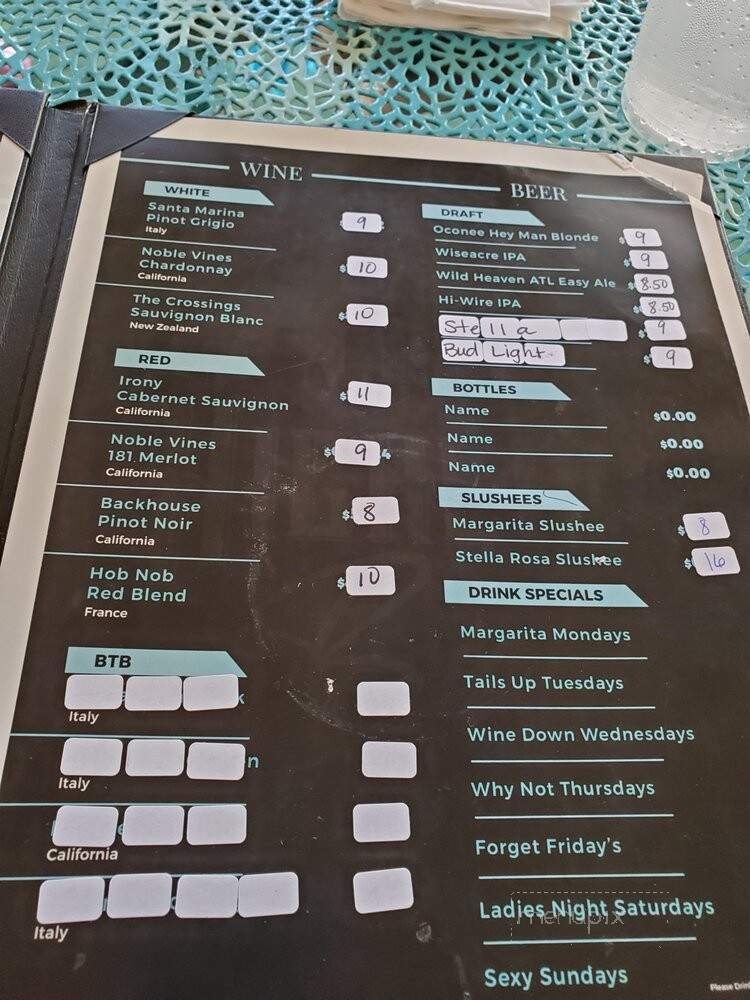 WINE
WHITE
Santa Marina
Pinot Grigio
Italy
9
Noble Vines
Chardonnay
California
$10
The Crossings
Sauvignon Blanc
New Zealand
$10
RED
Irony
Cabernet Sauvignon
California
$11
Noble Vines
181 Merlot
California
$9
Backhouse
Pinot Noir
California
$8
Hob Nob
Red Blend
France
$10
BTB
Italy
Italy
California
Italy
BEER
DRAFT
Oconee Hey Man Blonde $9
Wiseacre IPA $9
Wild Heaven ATL Easy Ale $8.50
Hi-Wire IPA $8.50
Stella $9
Bud Light $9
BOTTLES
Name $0.00
Name $0.00
Name $0.00
SLUSHEES
Margarita Slushee $8
Stella Rosa Slushee $16
DRINK SPECIALS
Margarita Mondays
Tails Up Tuesdays
Wine Down Wednesdays
Why Not Thursdays
Forget Friday's
Ladies Night Saturdays
menupix
Sexy Sundays
Please Drin